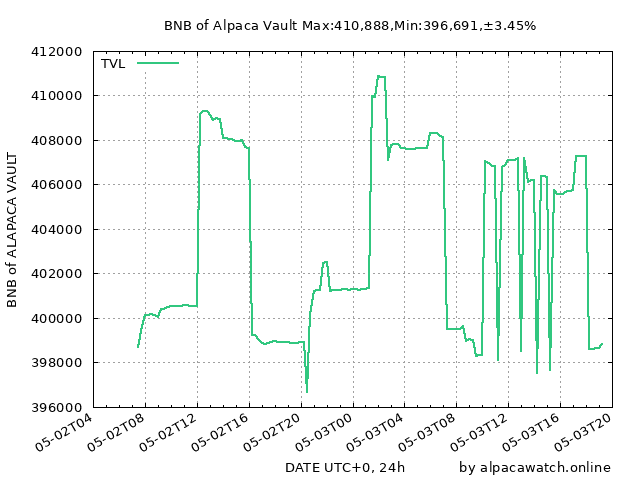 BNB of Alpaca Vault Max:410,888,Min:396,691,±3.45%
TVL
412000
410000
408000
406000
404000
402000
400000
398000
396000
BNB of ALAPACA VAULT
05-02T04
05-02T08
05-02T12
05-02T16
05-02T20
05-03T00
05-03T04
05-03T08
05-03T12
05-03T16
05-03T20
DATE UTC+0, 24h
by alpacawatch.online